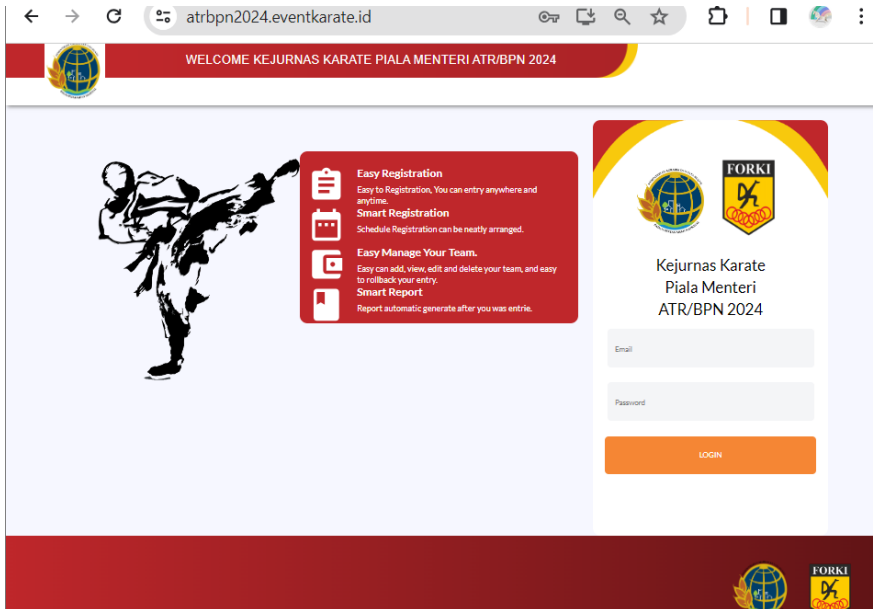 atrbpn2024.eventkarate.id
WELCOME KEJURNAS KARATE PIALA MENTERI ATR/BPN 2024
Easy Registration
Easy to Registration, You can entry anywhere and
anytime.
Smart Registration
Schedule Registration can be neatly arranged.
Easy Manage Your Team.
Easy can add, view, edit and delete your team, and easy
to rollback your entry.
Smart Report
Report automatic generate after you was entrie.
FORKI
Kejurnas Karate
Piala Menteri
ATR/BPN 2024
Email
Password
LOGIN
FORKI